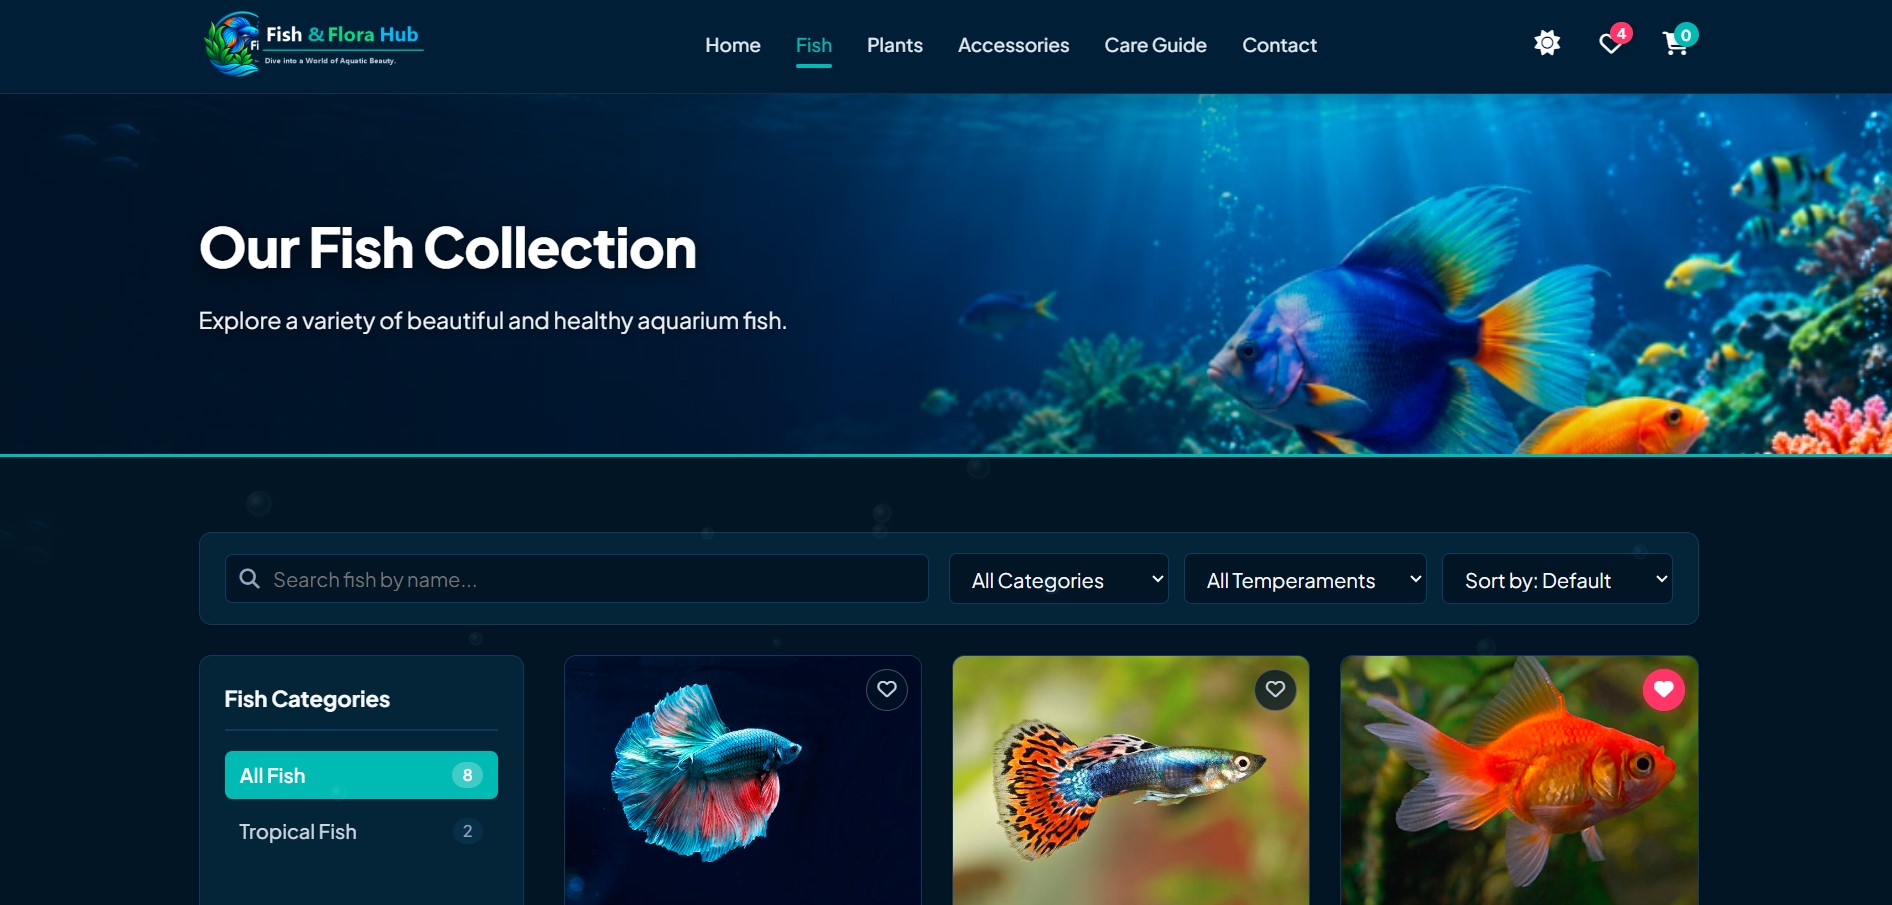 Fish & Flora Hub
Dive into a World of Aquatic Beauty.
Home Fish Plants Accessories Care Guide Contact
4
0
Our Fish Collection
Explore a variety of beautiful and healthy aquarium fish.
Search fish by name...
All Categories
All Temperaments
Sort by: Default
Fish Categories
All Fish 8
Tropical Fish 2